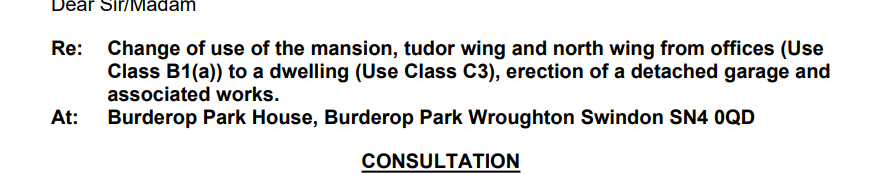 Dear Sir/Madam
Re: Change of use of the mansion, tudor wing and north wing from offices (Use
Class B1(a)) to a dwelling (Use Class C3), erection of a detached garage and
associated works.
At: Burderop Park House, Burderop Park Wroughton Swindon SN4 0QD
CONSULTATION